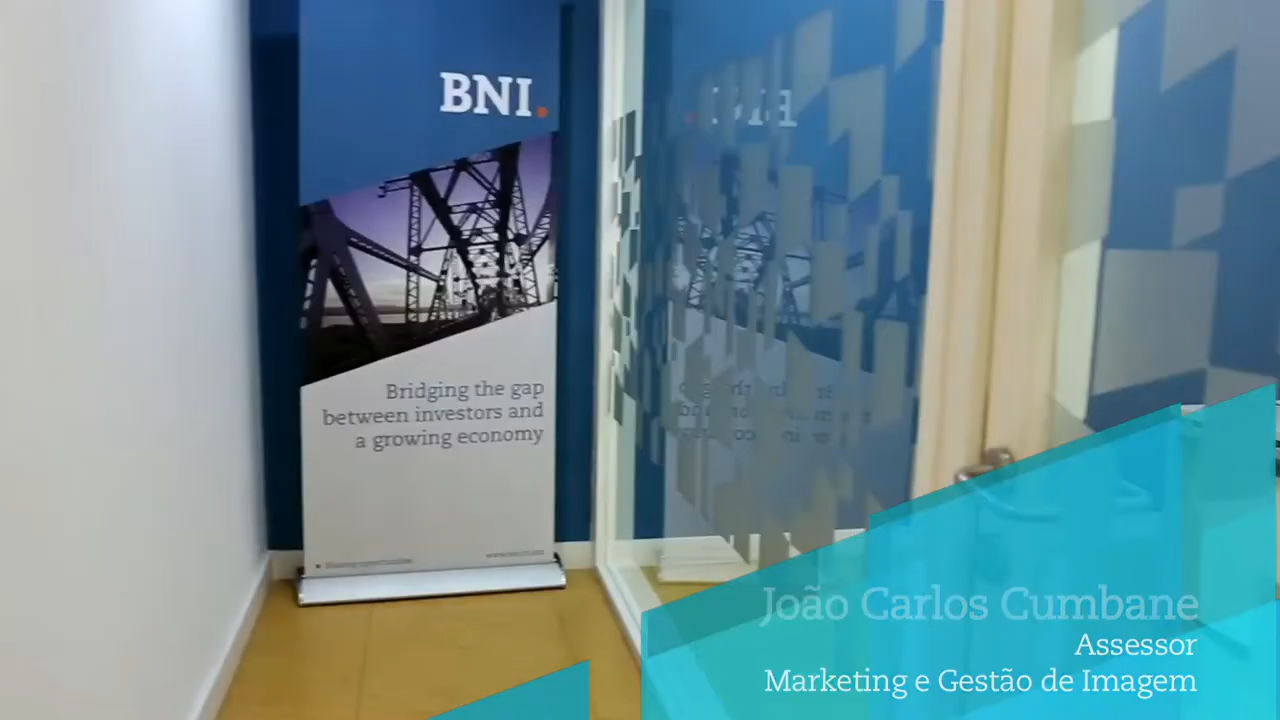 BNI.
Bridging the gap
between investors and
a growing economy
João Carlos Cumbane
Assessor
Marketing e Gestão de Imagem